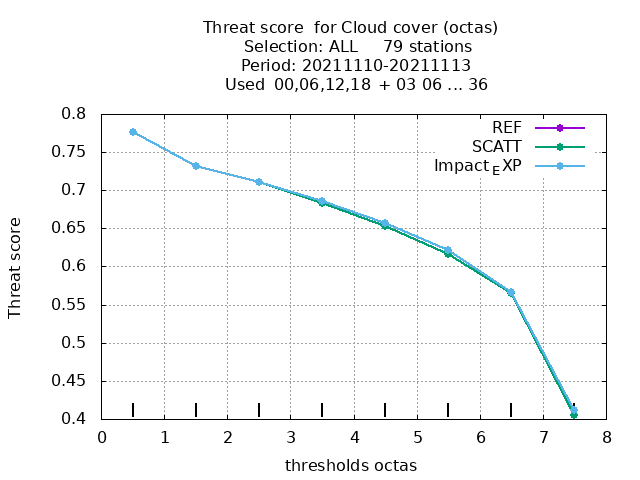 Threat score  for Cloud cover (octas)
Selection: ALL     79 stations
Period: 20211110-20211113
Used  00,06,12,18  + 03 06 ... 36
REF
SCATT
Impact_EXP
0.8
0.75
0.7
0.65
0.6
0.55
0.5
0.45
0.4
Threat score
0 1 2 3 4 5 6 7 8
thresholds octas